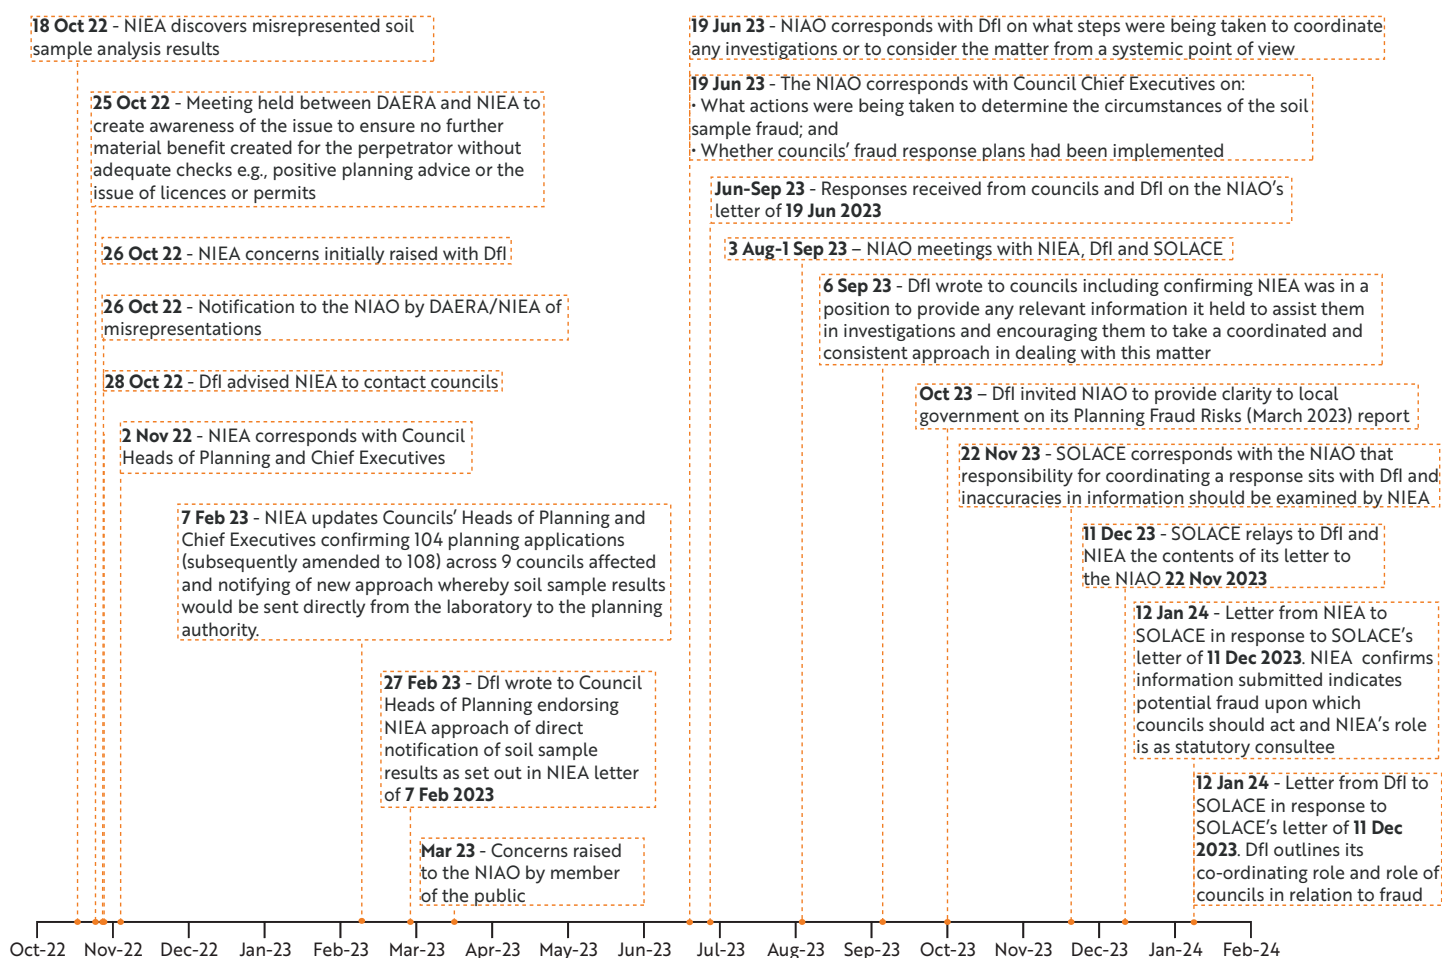 18 Oct 22 - NIEA discovers misrepresented soil
sample analysis results
25 Oct 22 - Meeting held between DAERA and NIEA to
create awareness of the issue to ensure no further
material benefit created for the perpetrator without
adequate checks e.g., positive planning advice or the
issue of licences or permits
26 Oct 22 - NIEA concerns initially raised with DfI
26 Oct 22 - Notification to the NIAO by DAERA/NIEA of
misrepresentations
28 Oct 22 - DfI advised NIEA to contact councils
2 Nov 22 - NIEA corresponds with Council
Heads of Planning and Chief Executives
7 Feb 23 - NIEA updates Councils' Heads of Planning and
Chief Executives confirming 104 planning applications
(subsequently amended to 108) across 9 councils affected
and notifying of new approach whereby soil sample results
would be sent directly from the laboratory to the planning
authority.
27 Feb 23 - DfI wrote to Council
Heads of Planning endorsing
NIEA approach of direct
notification of soil sample
results as set out in NIEA letter
of 7 Feb 2023
Mar 23 - Concerns raised
to the NIAO by member
of the public
19 Jun 23 - NIAO corresponds with DfI on what steps were being taken to coordinate
any investigations or to consider the matter from a systemic point of view
19 Jun 23 - The NIAO corresponds with Council Chief Executives on:
• What actions were being taken to determine the circumstances of the soil
sample fraud; and
• Whether councils' fraud response plans had been implemented
Jun-Sep 23 - Responses received from councils and DfI on the NIAO's
letter of 19 Jun 2023
3 Aug-1 Sep 23 – NIAO meetings with NIEA, DfI and SOLACE
6 Sep 23 - DfI wrote to councils including confirming NIEA was in a
position to provide any relevant information it held to assist them
in investigations and encouraging them to take a coordinated and
consistent approach in dealing with this matter
Oct 23 – DfI invited NIAO to provide clarity to local
government on its Planning Fraud Risks (March 2023) report
22 Nov 23 - SOLACE corresponds with the NIAO that
responsibility for coordinating a response sits with DfI and
inaccuracies in information should be examined by NIEA
11 Dec 23 - SOLACE relays to DfI and
NIEA the contents of its letter to
the NIAO 22 Nov 2023
12 Jan 24 - Letter from NIEA to
SOLACE in response to SOLACE's
letter of 11 Dec 2023. NIEA confirms
information submitted indicates
potential fraud upon which
councils should act and NIEA's role
is as statutory consultee
12 Jan 24 - Letter from DfI to
SOLACE in response to
SOLACE's letter of 11 Dec
2023. DfI outlines its
co-ordinating role and role of
councils in relation to fraud
Oct-22 Nov-22 Dec-22 Jan-23 Feb-23 Mar-23 Apr-23 May-23 Jun-23 Jul-23 Aug-23 Sep-23 Oct-23 Nov-23 Dec-23 Jan-24 Feb-24